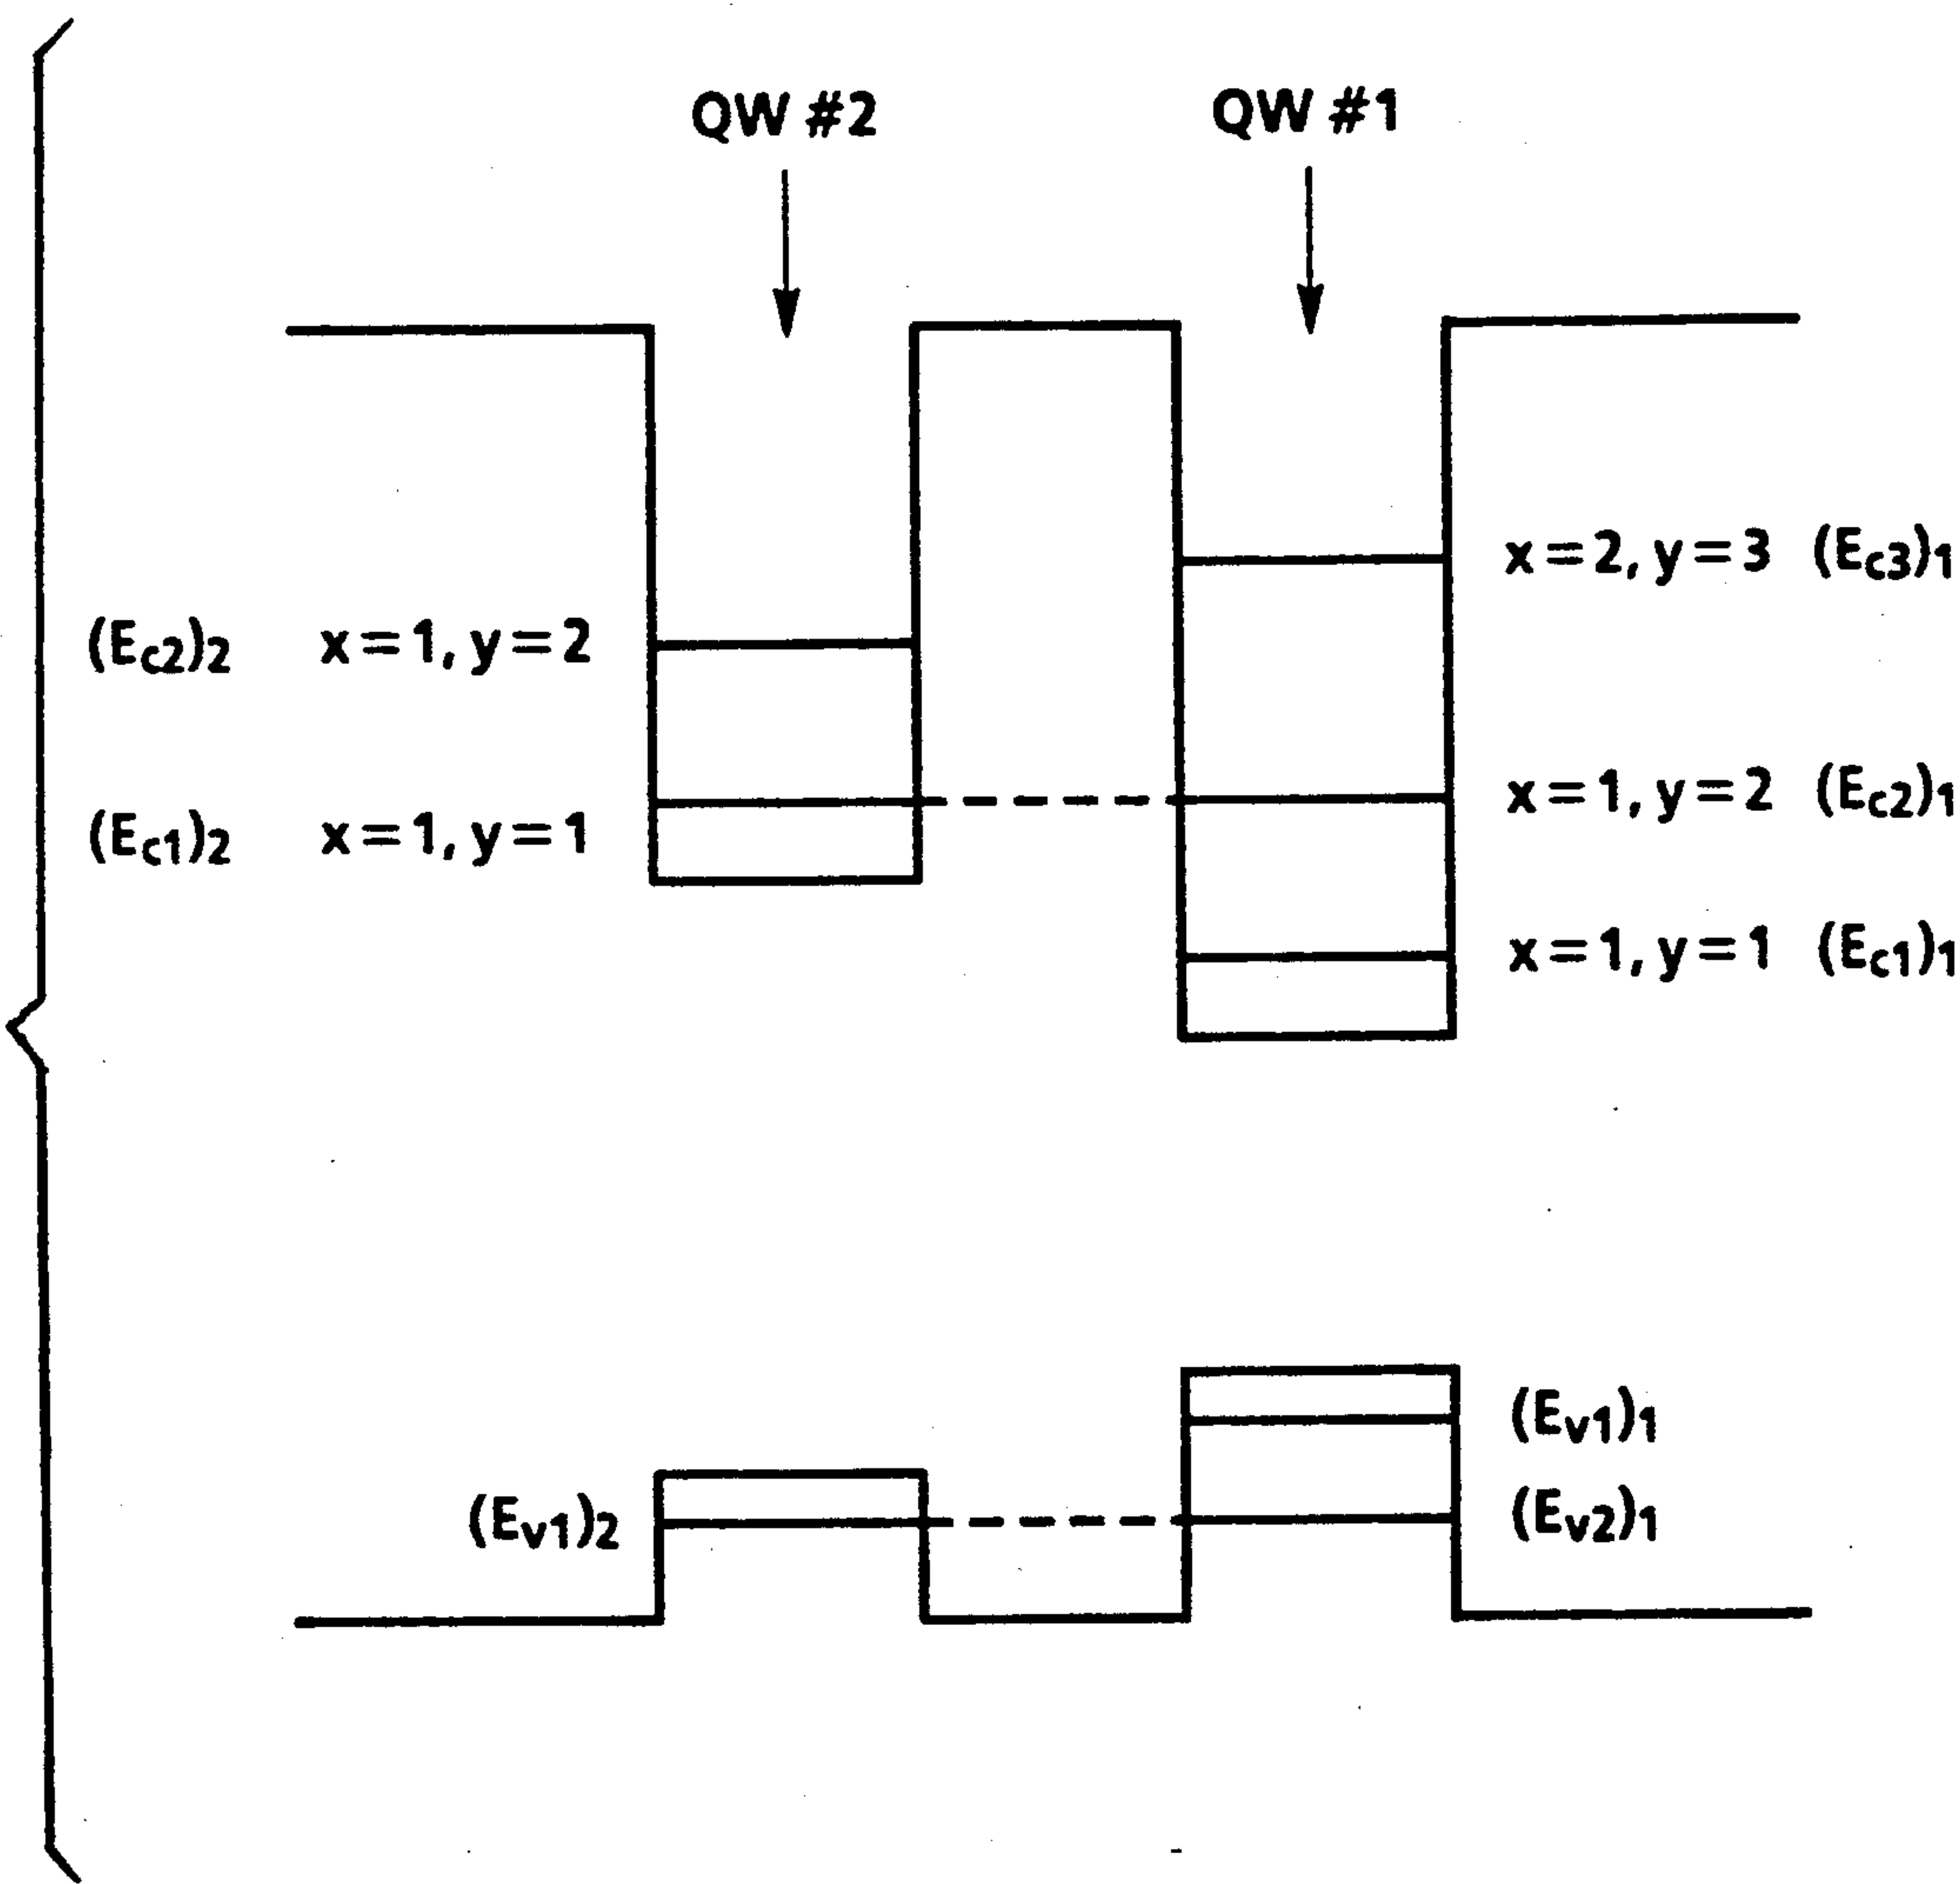 QW #2
QW #1
x=2, y=3 (Ec3)1
(Ec2)2 x=1, y=2
x=1, y=2 (Ec2)1
(Ec1)2 x=1, y=1
x=1, y=1 (Ec1)1
(Ev1)1
(Ev1)2
(Ev2)1